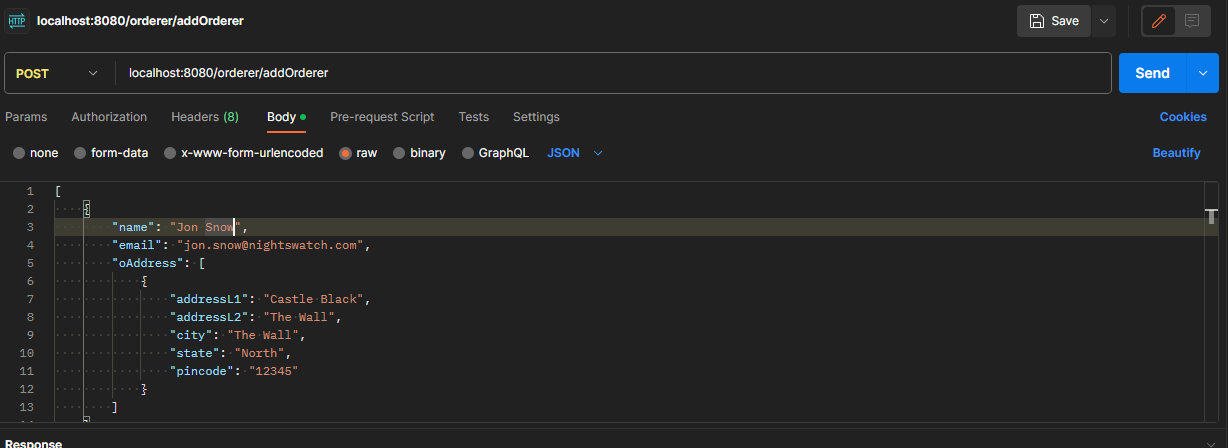 HTTP localhost:8080/orderer/addOrderer Save
POST localhost:8080/orderer/addOrderer Send
Params Authorization Headers (8) Body Pre-request Script Tests Settings Cookies
none form-data x-www-form-urlencoded raw binary GraphQL JSON Beautify
1 [
2 {
3 "name": "Jon Snow",
4 "email": "jon.snow@nightswatch.com",
5 "oAddress": [
6 {
7 "addressL1": "Castle Black",
8 "addressL2": "The Wall",
9 "city": "The Wall",
10 "state": "North",
11 "pincode": "12345"
12 }
13 ]
Response